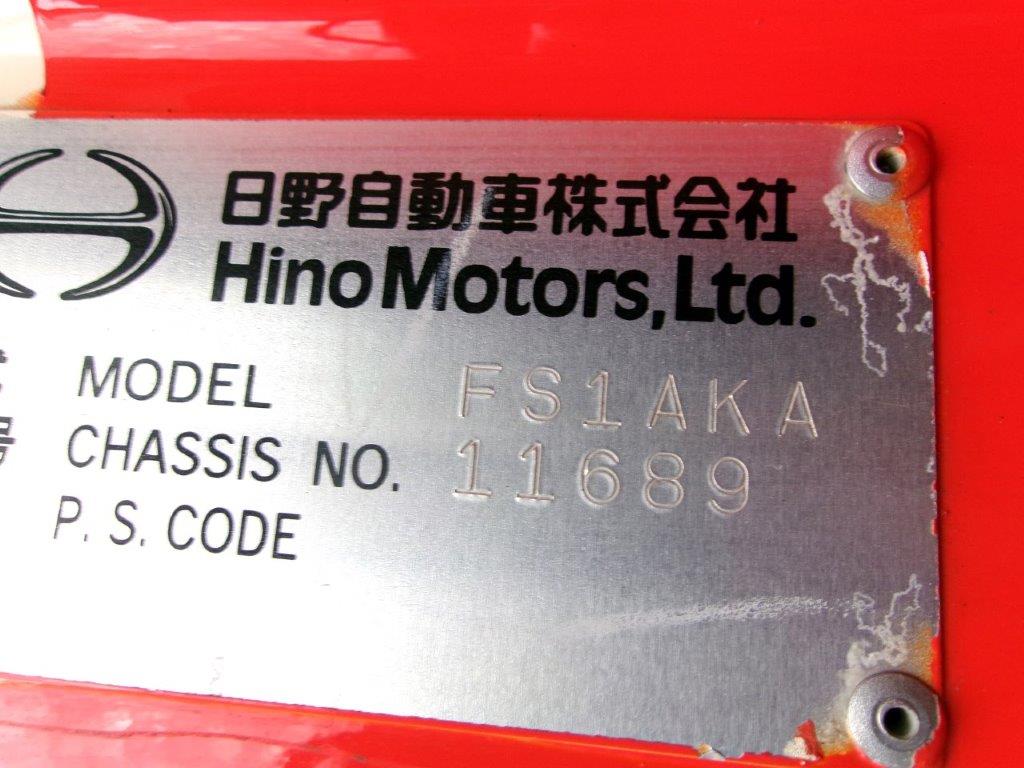 日野自動車株式会社
Hino Motors, Ltd.
MODEL FS1AKA
CHASSIS NO. 11689
P. S. CODE